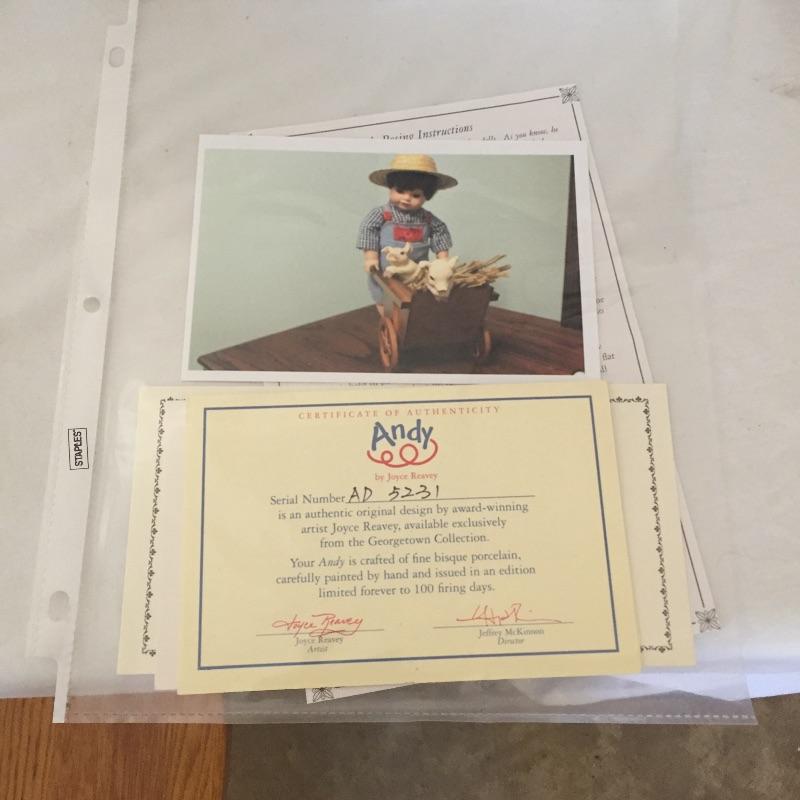 Posing Instructions
As you know, he
flat
STAPLES
CERTIFICATE OF AUTHENTICITY
Andy
by Joyce Reavey
Serial Number AD 5231
is an authentic original design by award-winning
artist Joyce Reavey, available exclusively
from the Georgetown Collection.
Your Andy is crafted of fine bisque porcelain,
carefully painted by hand and issued in an edition
limited forever to 100 firing days.
Joyce Reavey
Joyce Reavey
Artist
Jeffrey McKinnon
Director